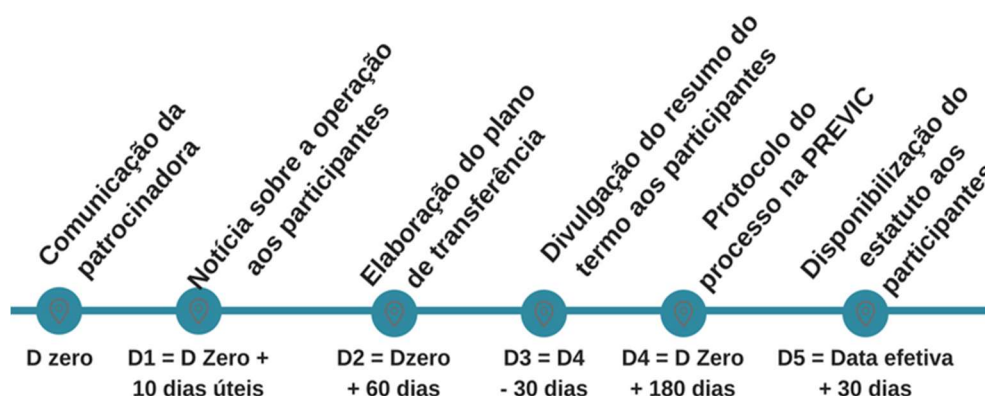 Comunicação da
patrocinadora
Notícia sobre a operação
aos participantes
Elaboração do plano
de transferência
Divulgação do resumo do
termo aos participantes
Protocolo do
processo na PREVIC
Disponibilização do
estatuto aos
participantes
D zero
D1 = D Zero +
10 dias úteis
D2 = Dzero
+ 60 dias
D3 = D4
- 30 dias
D4 = D Zero
+ 180 dias
D5 = Data efetiva
+ 30 dias